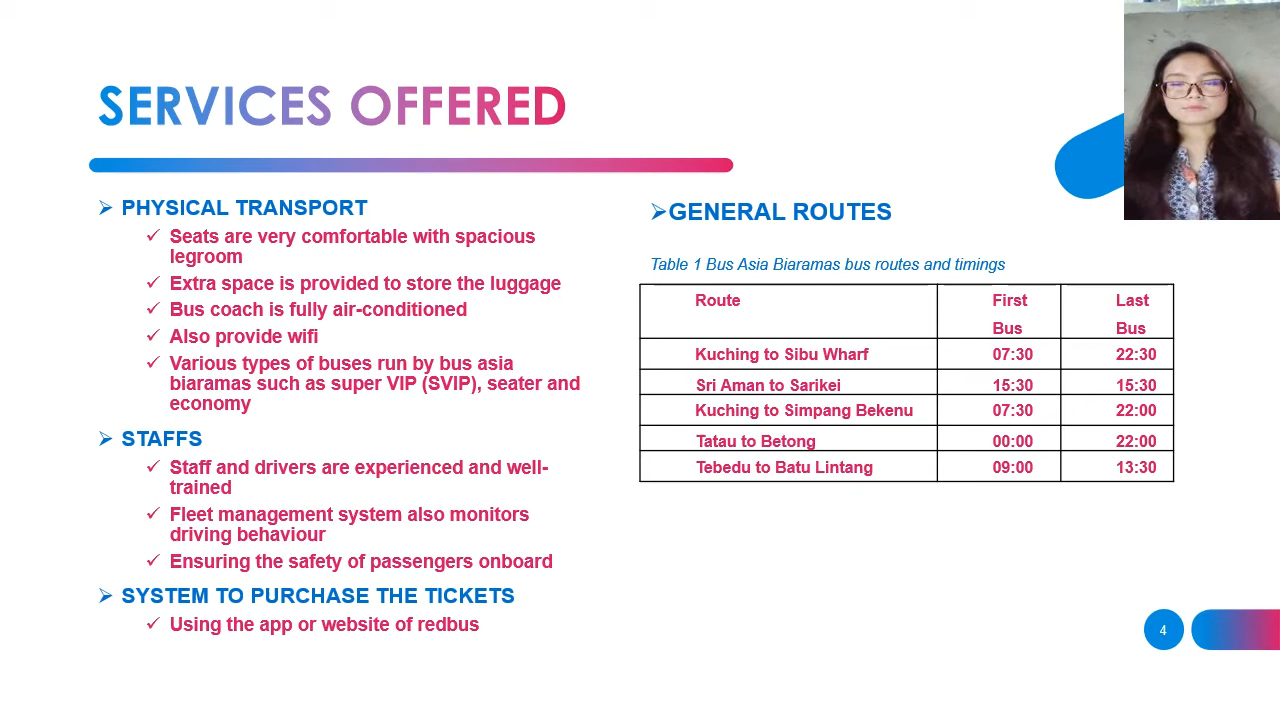 SERVICES OFFERED
PHYSICAL TRANSPORT
Seats are very comfortable with spacious
legroom
Extra space is provided to store the luggage
Bus coach is fully air-conditioned
Also provide wifi
Various types of buses run by bus asia
biaramas such as super VIP (SVIP), seater and
economy
STAFFS
Staff and drivers are experienced and well-
trained
Fleet management system also monitors
driving behaviour
Ensuring the safety of passengers onboard
SYSTEM TO PURCHASE THE TICKETS
Using the app or website of redbus
GENERAL ROUTES
Table 1 Bus Asia Biaramas bus routes and timings
Route First Last
Bus Bus
Kuching to Sibu Wharf 07:30 22:30
Sri Aman to Sarikei 15:30 15:30
Kuching to Simpang Bekenu 07:30 22:00
Tatau to Betong 00:00 22:00
Tebedu to Batu Lintang 09:00 13:30
4